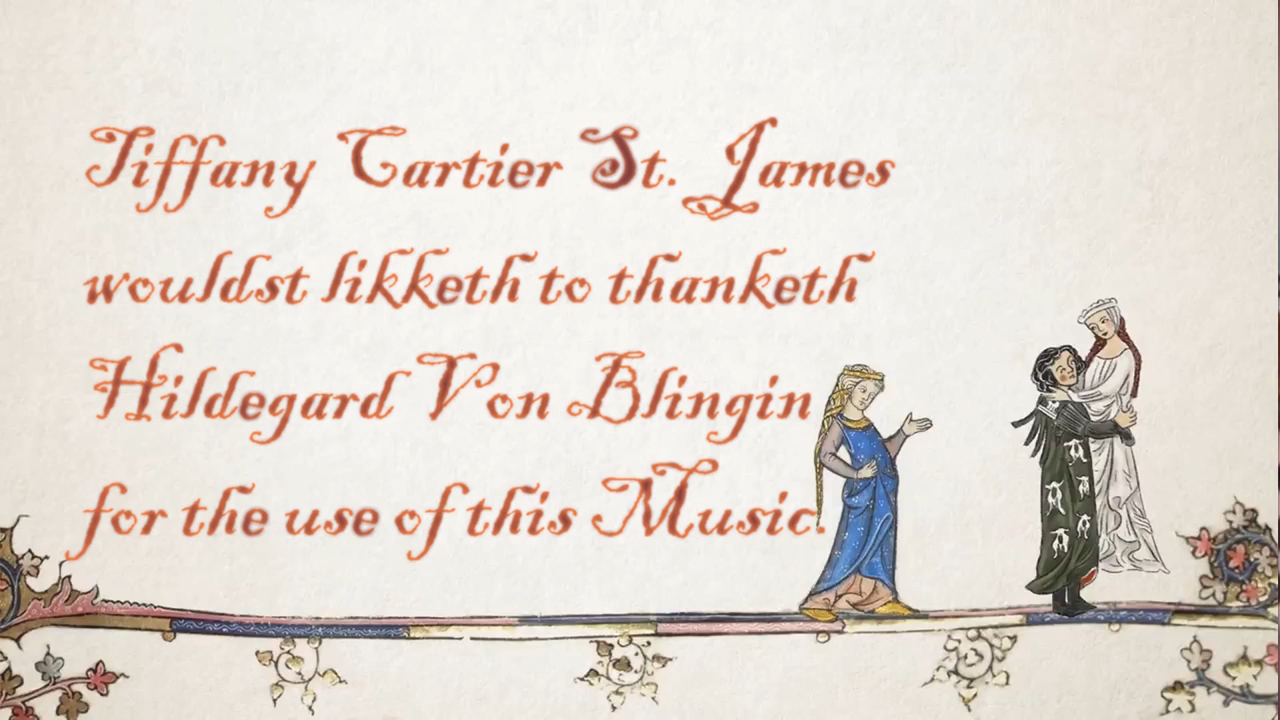 Tiffany Cartier St. James
wouldst likketh to thanketh
Hildegard Von Blingin
for the use of this Music.